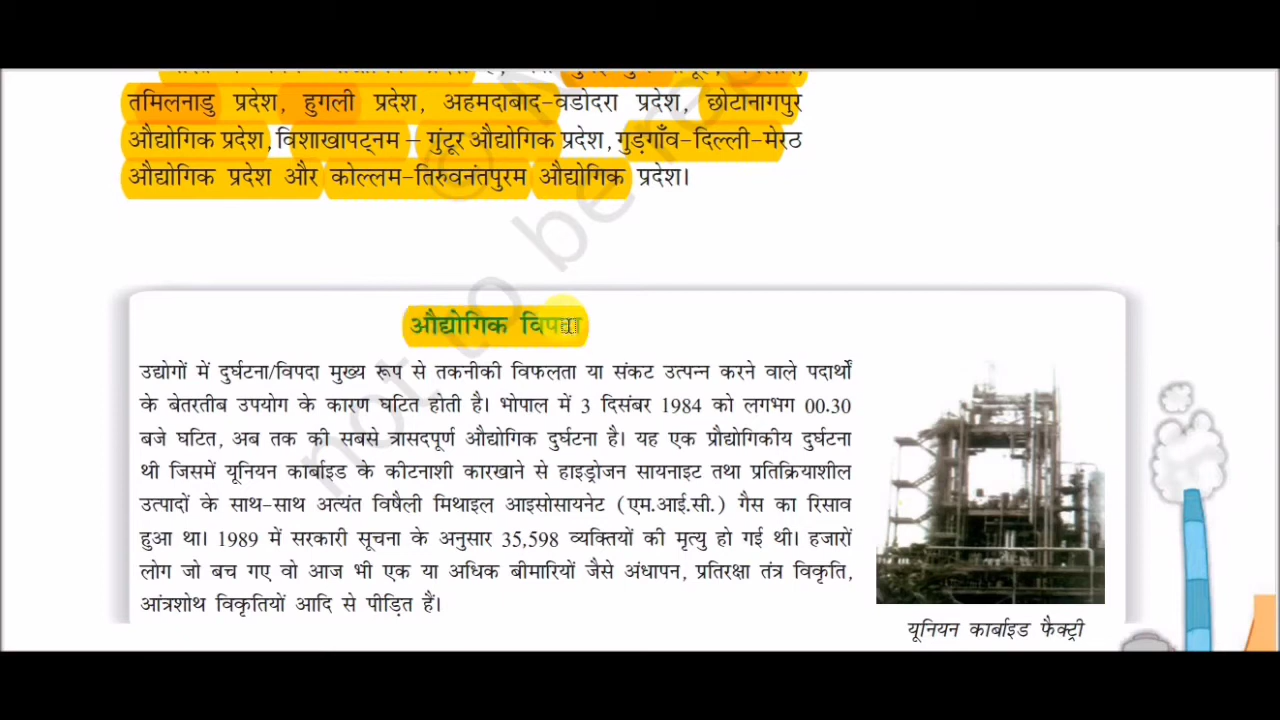 तमिलनाडु प्रदेश, हुगली प्रदेश, अहमदाबाद-वडोदरा प्रदेश, छोटानागपुर
औद्योगिक प्रदेश, विशाखापट्नम – गुंटूर औद्योगिक प्रदेश, गुड़गाँव-दिल्ली-मेरठ
औद्योगिक प्रदेश और कोल्लम-तिरुवनंतपुरम औद्योगिक प्रदेश।
not to be
औद्योगिक विपदा
उद्योगों में दुर्घटना/विपदा मुख्य रूप से तकनीकी विफलता या संकट उत्पन्न करने वाले पदार्थों
के बेतरतीब उपयोग के कारण घटित होती है। भोपाल में 3 दिसंबर 1984 को लगभग 00.30
बजे घटित, अब तक की सबसे त्रासदपूर्ण औद्योगिक दुर्घटना है। यह एक प्रौद्योगिकीय दुर्घटना
थी जिसमें यूनियन कार्बाइड के कीटनाशी कारखाने से हाइड्रोजन सायनाइट तथा प्रतिक्रियाशील
उत्पादों के साथ-साथ अत्यंत विषैली मिथाइल आइसोसायनेट (एम.आई.सी.) गैस का रिसाव
हुआ था। 1989 में सरकारी सूचना के अनुसार 35,598 व्यक्तियों की मृत्यु हो गई थी। हजारों
लोग जो बच गए वो आज भी एक या अधिक बीमारियों जैसे अंधापन, प्रतिरक्षा तंत्र विकृति,
आंत्रशोथ विकृतियों आदि से पीड़ित हैं।
यूनियन कार्बाइड फैक्ट्री